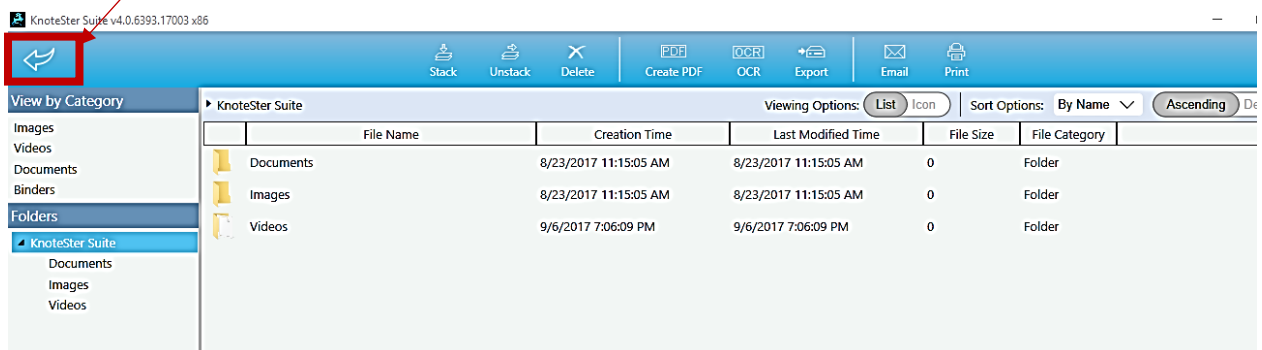 KnoteSter Suite v4.0.6393.17003 x86
Stack Unstack Delete PDF Create PDF OCR OCR Export Email Print
View by Category
KnoteSter Suite Viewing Options: List Icon Sort Options: By Name Ascending De
Images
Videos
Documents
Binders
File Name Creation Time Last Modified Time File Size File Category
Documents 8/23/2017 11:15:05 AM 8/23/2017 11:15:05 AM 0 Folder
Images 8/23/2017 11:15:05 AM 8/23/2017 11:15:05 AM 0 Folder
Videos 9/6/2017 7:06:09 PM 9/6/2017 7:06:09 PM 0 Folder
Folders
KnoteSter Suite
Documents
Images
Videos